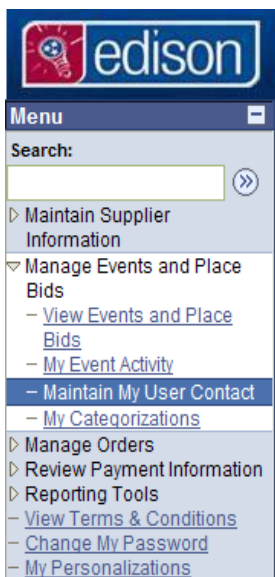 edison
Menu
Search:
Maintain Supplier
Information
Manage Events and Place
Bids
– View Events and Place
Bids
– My Event Activity
– Maintain My User Contact
– My Categorizations
Manage Orders
Review Payment Information
Reporting Tools
– View Terms & Conditions
– Change My Password
– My Personalizations